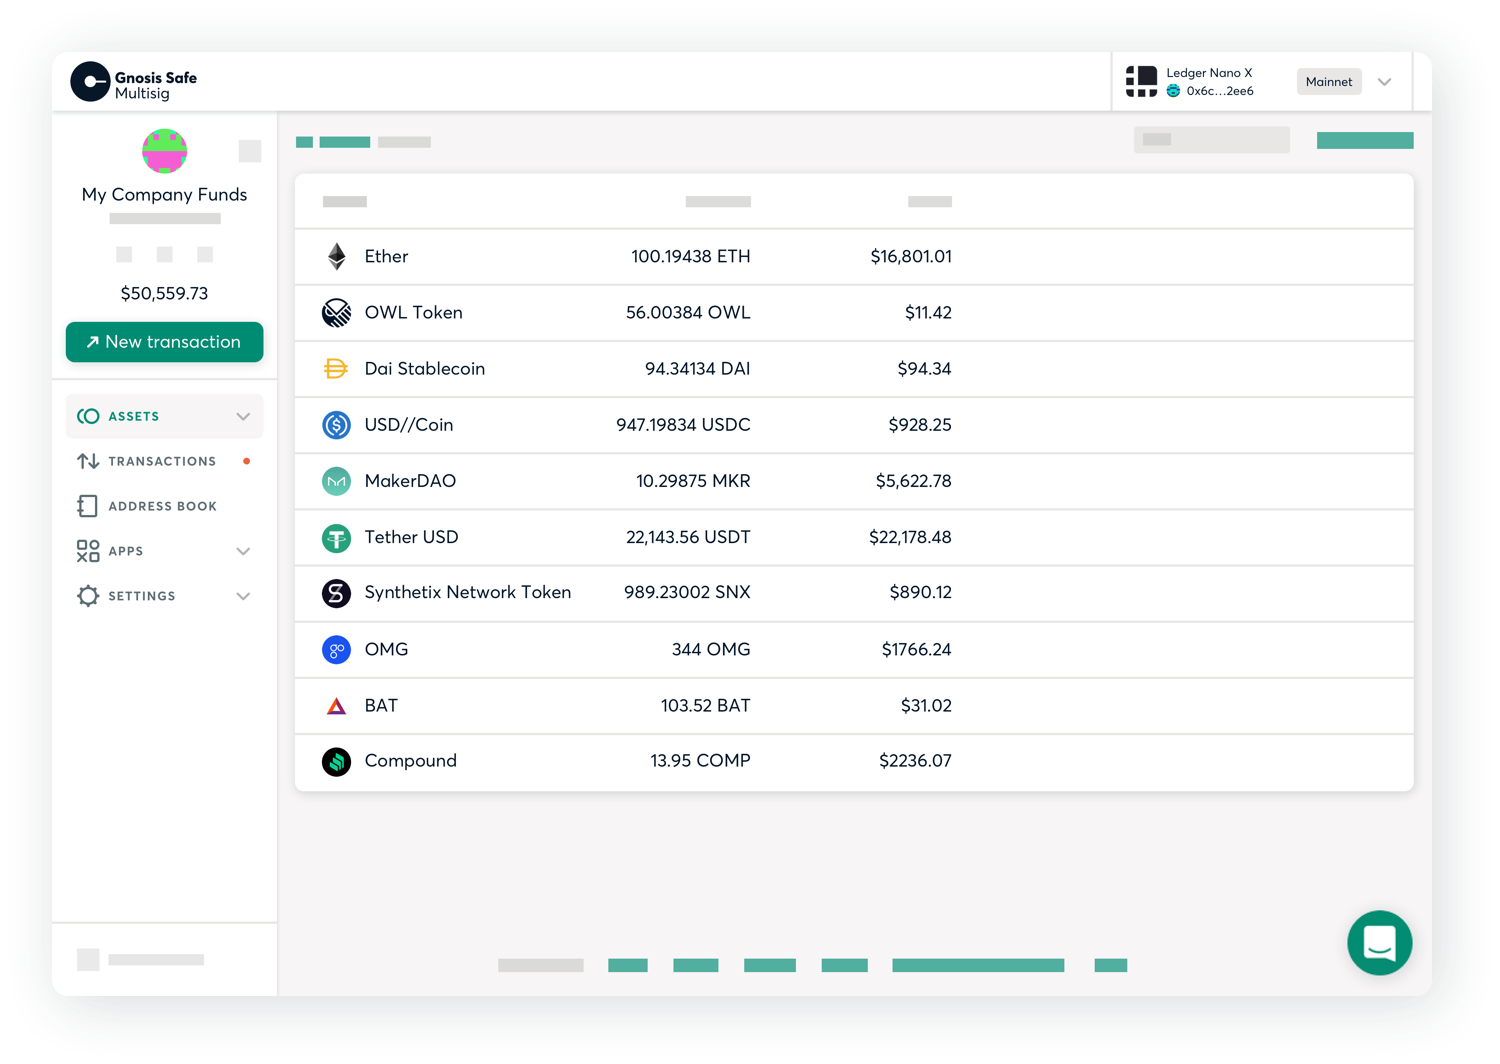 Gnosis Safe
Multisig
Ledger Nano X
0x6c...2ee6
Mainnet
My Company Funds
$50,559.73
New transaction
ASSETS
TRANSACTIONS
ADDRESS BOOK
APPS
SETTINGS
Ether 100.19438 ETH $16,801.01
OWL Token 56.00384 OWL $11.42
Dai Stablecoin 94.34134 DAI $94.34
USD//Coin 947.19834 USDC $928.25
MakerDAO 10.29875 MKR $5,622.78
Tether USD 22,143.56 USDT $22,178.48
Synthetix Network Token 989.23002 SNX $890.12
OMG 344 OMG $1766.24
BAT 103.52 BAT $31.02
Compound 13.95 COMP $2236.07